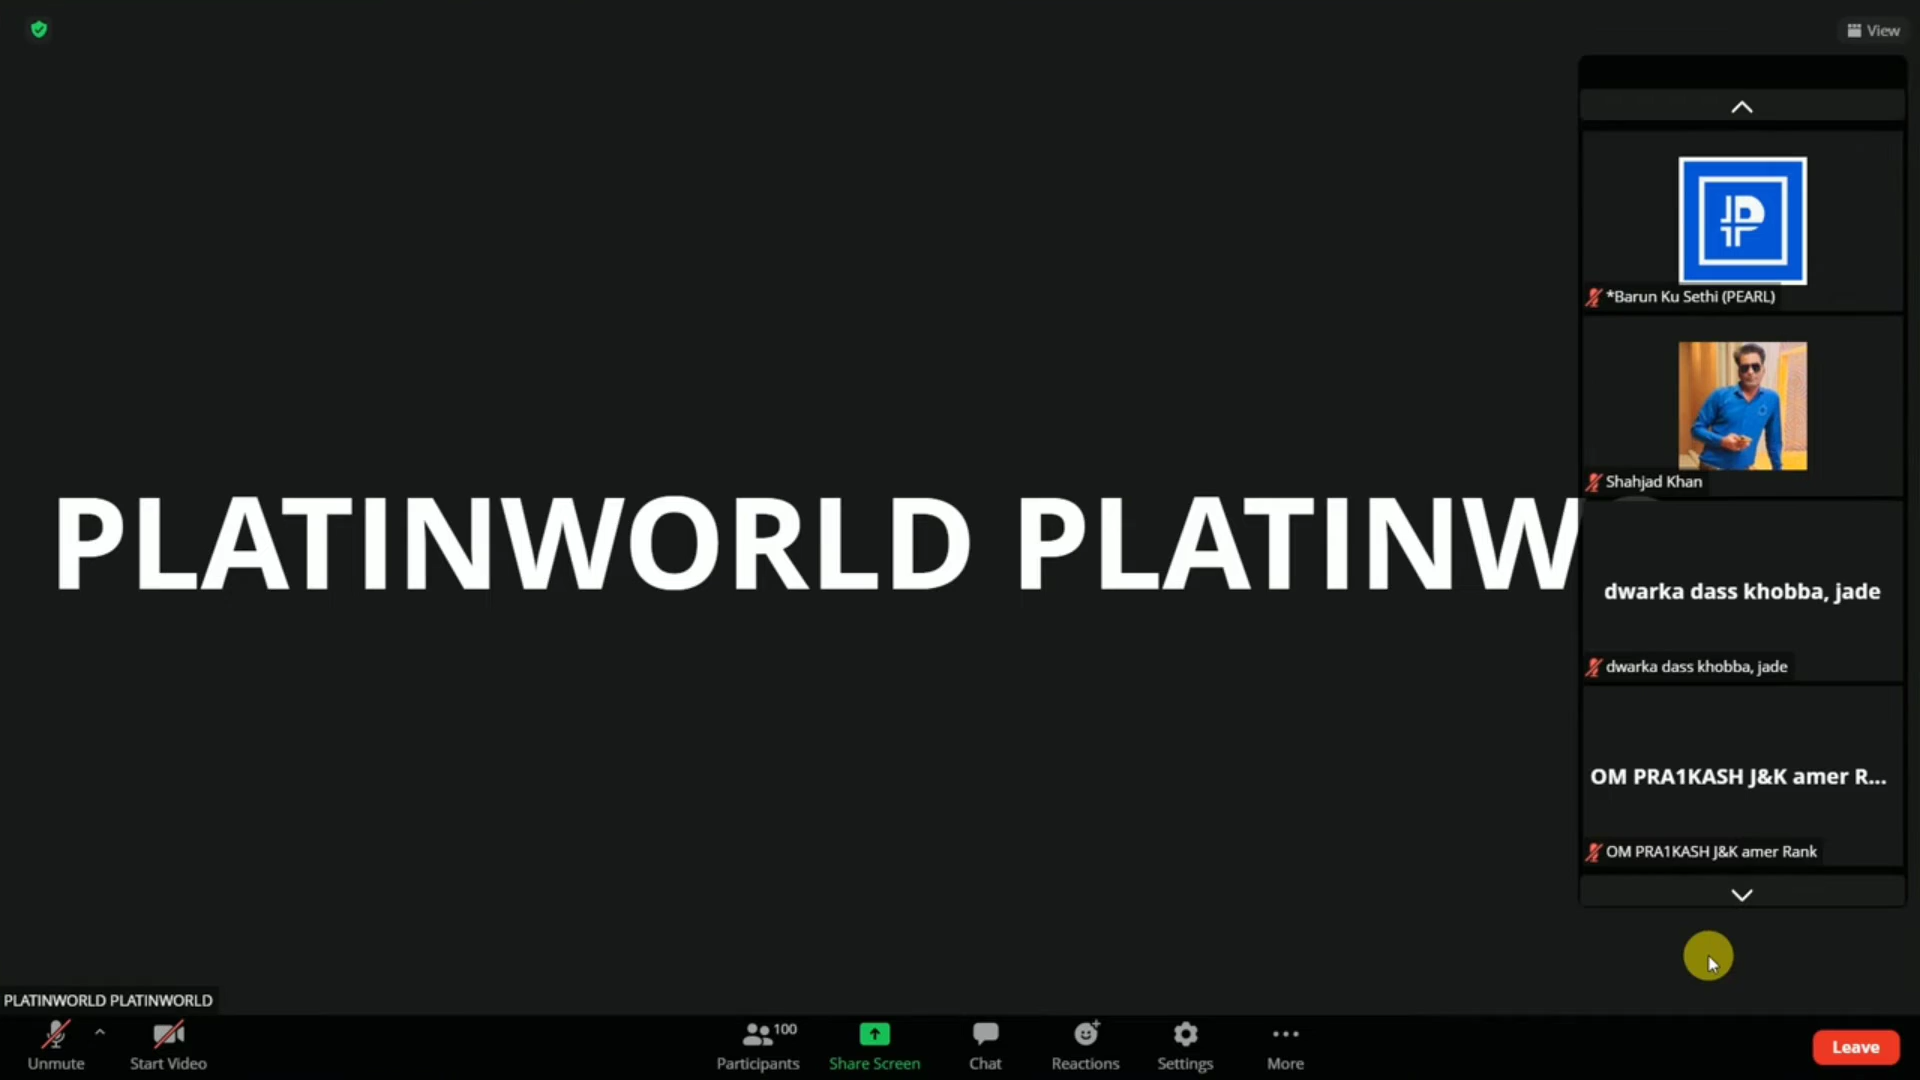 View
*Barun Ku Sethi (PEARL)
Shahjad Khan
PLATINWORLD PLATINW
dwarka dass khobba, jade
dwarka dass khobba, jade
OM PRA1KASH J&K amer R...
OM PRA1KASH J&K amer Rank
PLATINWORLD PLATINWORLD
Unmute
Start Video
100
Participants
Share Screen
Chat
Reactions
Settings
More
Leave